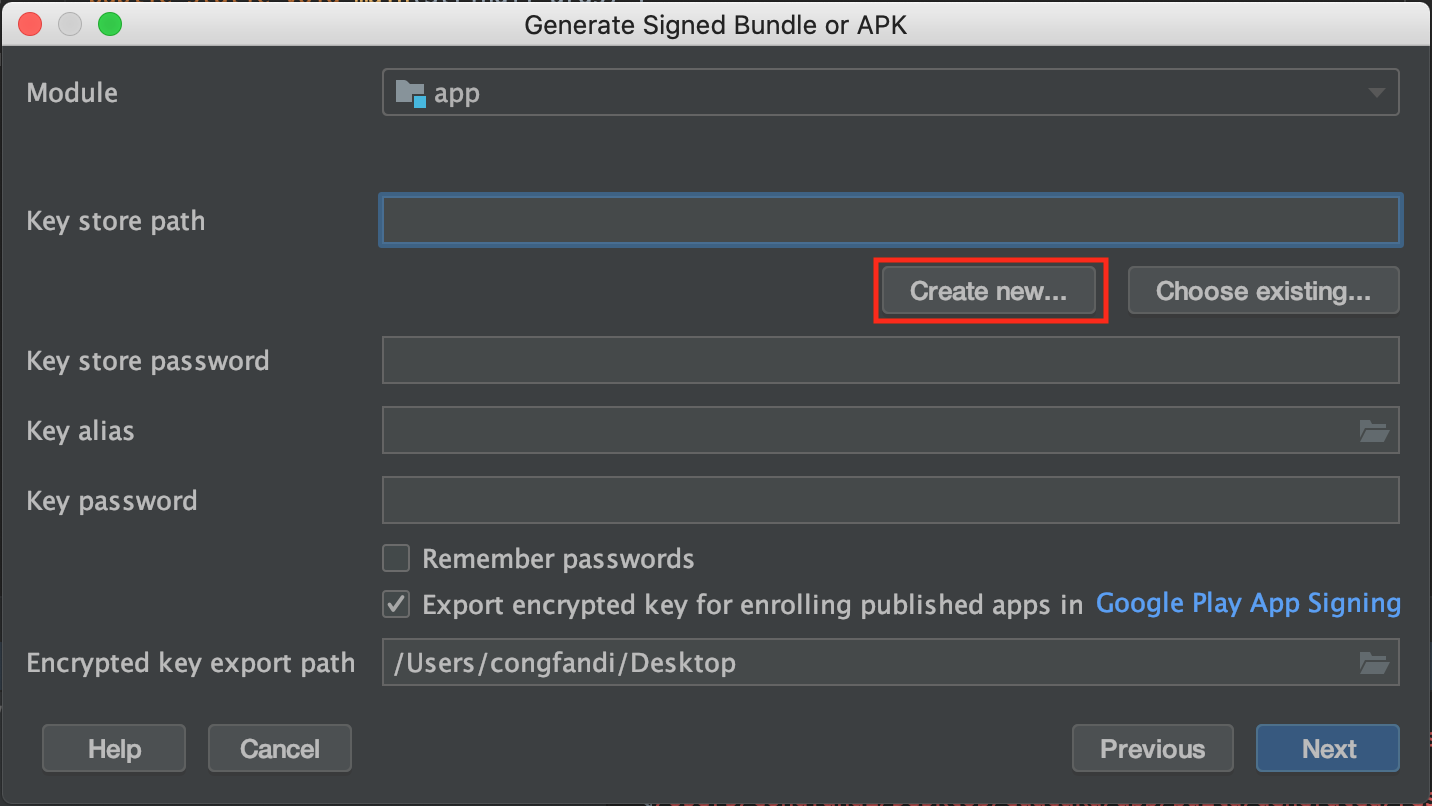 Generate Signed Bundle or APK
Module
app
Key store path
Create new...
Choose existing...
Key store password
Key alias
Key password
Remember passwords
Export encrypted key for enrolling published apps in Google Play App Signing
Encrypted key export path
/Users/congfandi/Desktop
Help
Cancel
Previous
Next